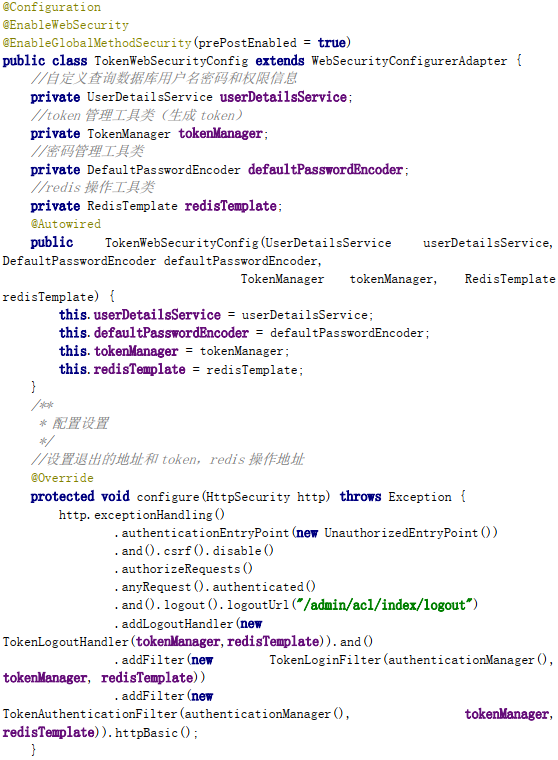 @Configuration
@EnableWebSecurity
@EnableGlobalMethodSecurity(prePostEnabled = true)
public class TokenWebSecurityConfig extends WebSecurityConfigurerAdapter {
//自定义查询数据库用户名密码和权限信息
private UserDetailsService userDetailsService;
//token 管理工具类（生成 token）
private TokenManager tokenManager;
//密码管理工具类
private DefaultPasswordEncoder defaultPasswordEncoder;
//redis 操作工具类
private RedisTemplate redisTemplate;
@Autowired
public TokenWebSecurityConfig(UserDetailsService userDetailsService,
DefaultPasswordEncoder defaultPasswordEncoder,
TokenManager tokenManager, RedisTemplate
redisTemplate) {
this.userDetailsService = userDetailsService;
this.defaultPasswordEncoder = defaultPasswordEncoder;
this.tokenManager = tokenManager;
this.redisTemplate = redisTemplate;
}
/**
* 配置设置
*/
//设置退出的地址和 token，redis 操作地址
@Override
protected void configure(HttpSecurity http) throws Exception {
http.exceptionHandling()
.authenticationEntryPoint(new UnauthorizedEntryPoint())
.and().csrf().disable()
.authorizeRequests()
.anyRequest().authenticated()
.and().logout().logoutUrl("/admin/acl/index/logout")
.addLogoutHandler(new
TokenLogoutHandler(tokenManager,redisTemplate)).and()
.addFilter(new TokenLoginFilter(authenticationManager(),
tokenManager, redisTemplate))
.addFilter(new
TokenAuthenticationFilter(authenticationManager(), tokenManager,
redisTemplate)).httpBasic();
}